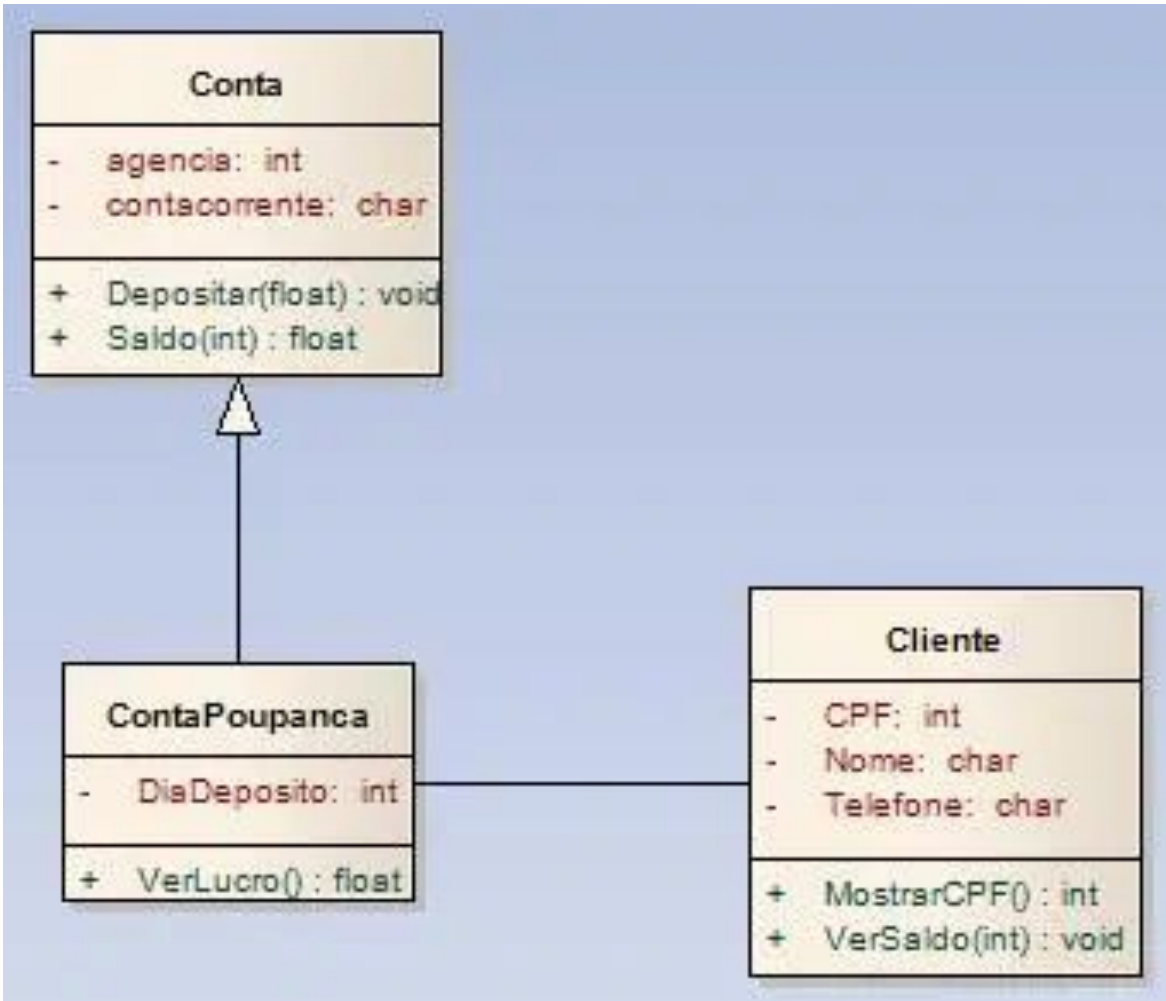 Conta
- agencia: int
- contacorrente: char
+ Depositar(float) : void
+ Saldo(int) : float
ContaPoupanca
- DiaDeposito: int
+ VerLucro() : float
Cliente
- CPF: int
- Nome: char
- Telefone: char
+ MostrarCPF() : int
+ VerSaldo(int) : void